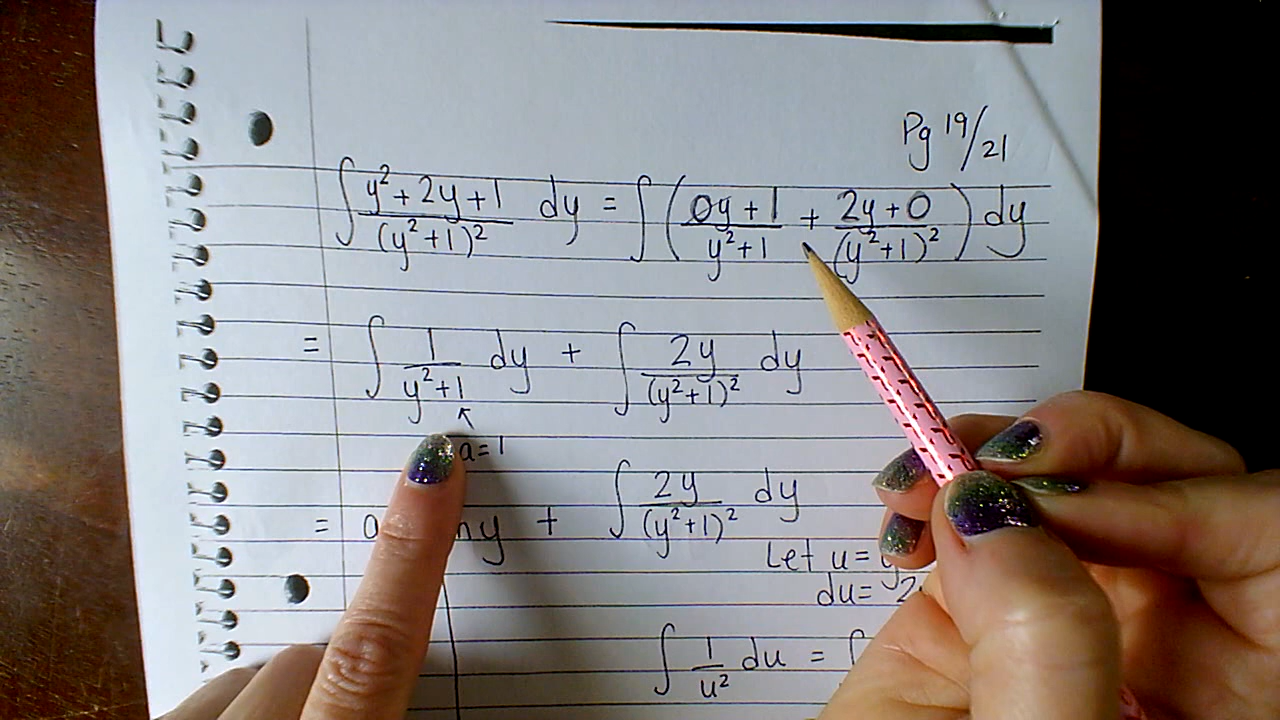 Pg 19/21
∫ (y² + 2y + 1)/(y² + 1)² dy = ∫ ( (0y + 1)/(y² + 1) + (2y + 0)/(y² + 1)² ) dy
= ∫ 1/(y² + 1) dy + ∫ 2y/(y² + 1)² dy
a = 1
= + ∫ 2y/(y² + 1)² dy
Let u =
du =
∫ 1/u² du = ∫